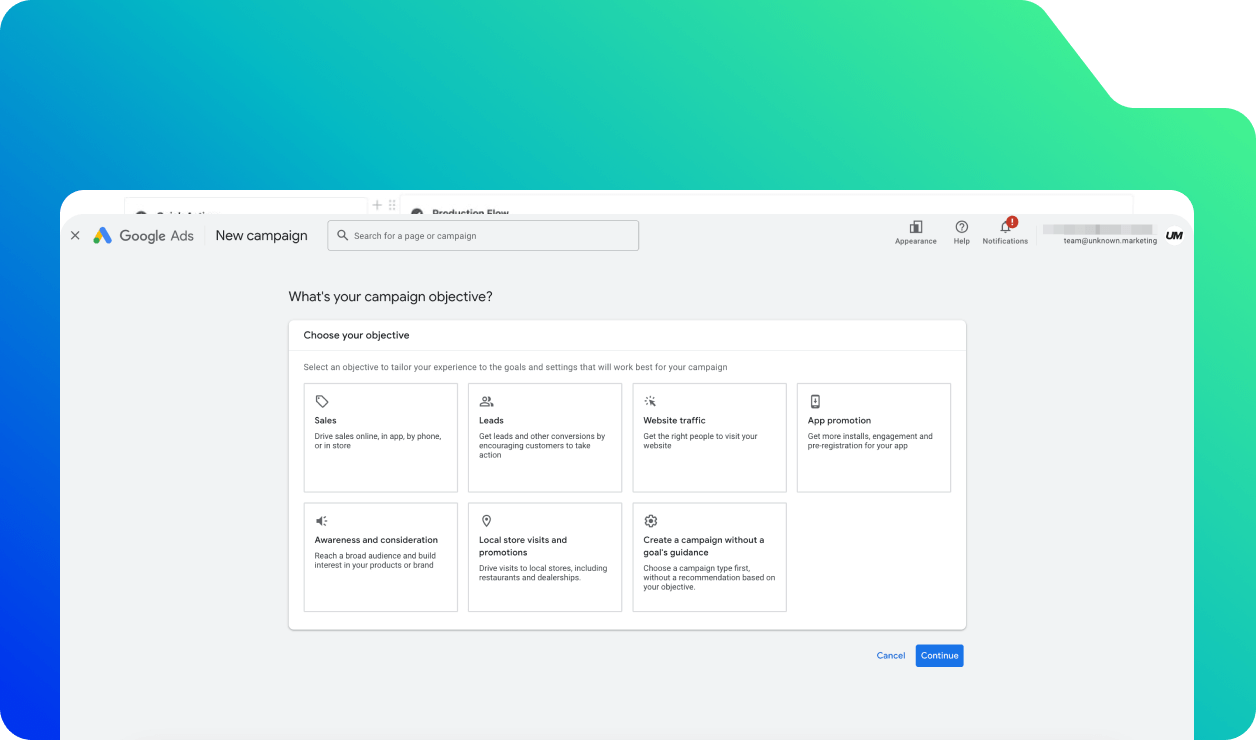 Production Flow
Google Ads
New campaign
Search for a page or campaign
Appearance
Help
!
Notifications
team@unknown.marketing
UM
What's your campaign objective?
Choose your objective
Select an objective to tailor your experience to the goals and settings that will work best for your campaign
Sales
Drive sales online, in app, by phone,
or in store
Leads
Get leads and other conversions by
encouraging customers to take
action
Website traffic
Get the right people to visit your
website
App promotion
Get more installs, engagement and
pre-registration for your app
Awareness and consideration
Reach a broad audience and build
interest in your products or brand
Local store visits and
promotions
Drive visits to local stores, including
restaurants and dealerships.
Create a campaign without a
goal's guidance
Choose a campaign type first,
without a recommendation based on
your objective.
Cancel
Continue